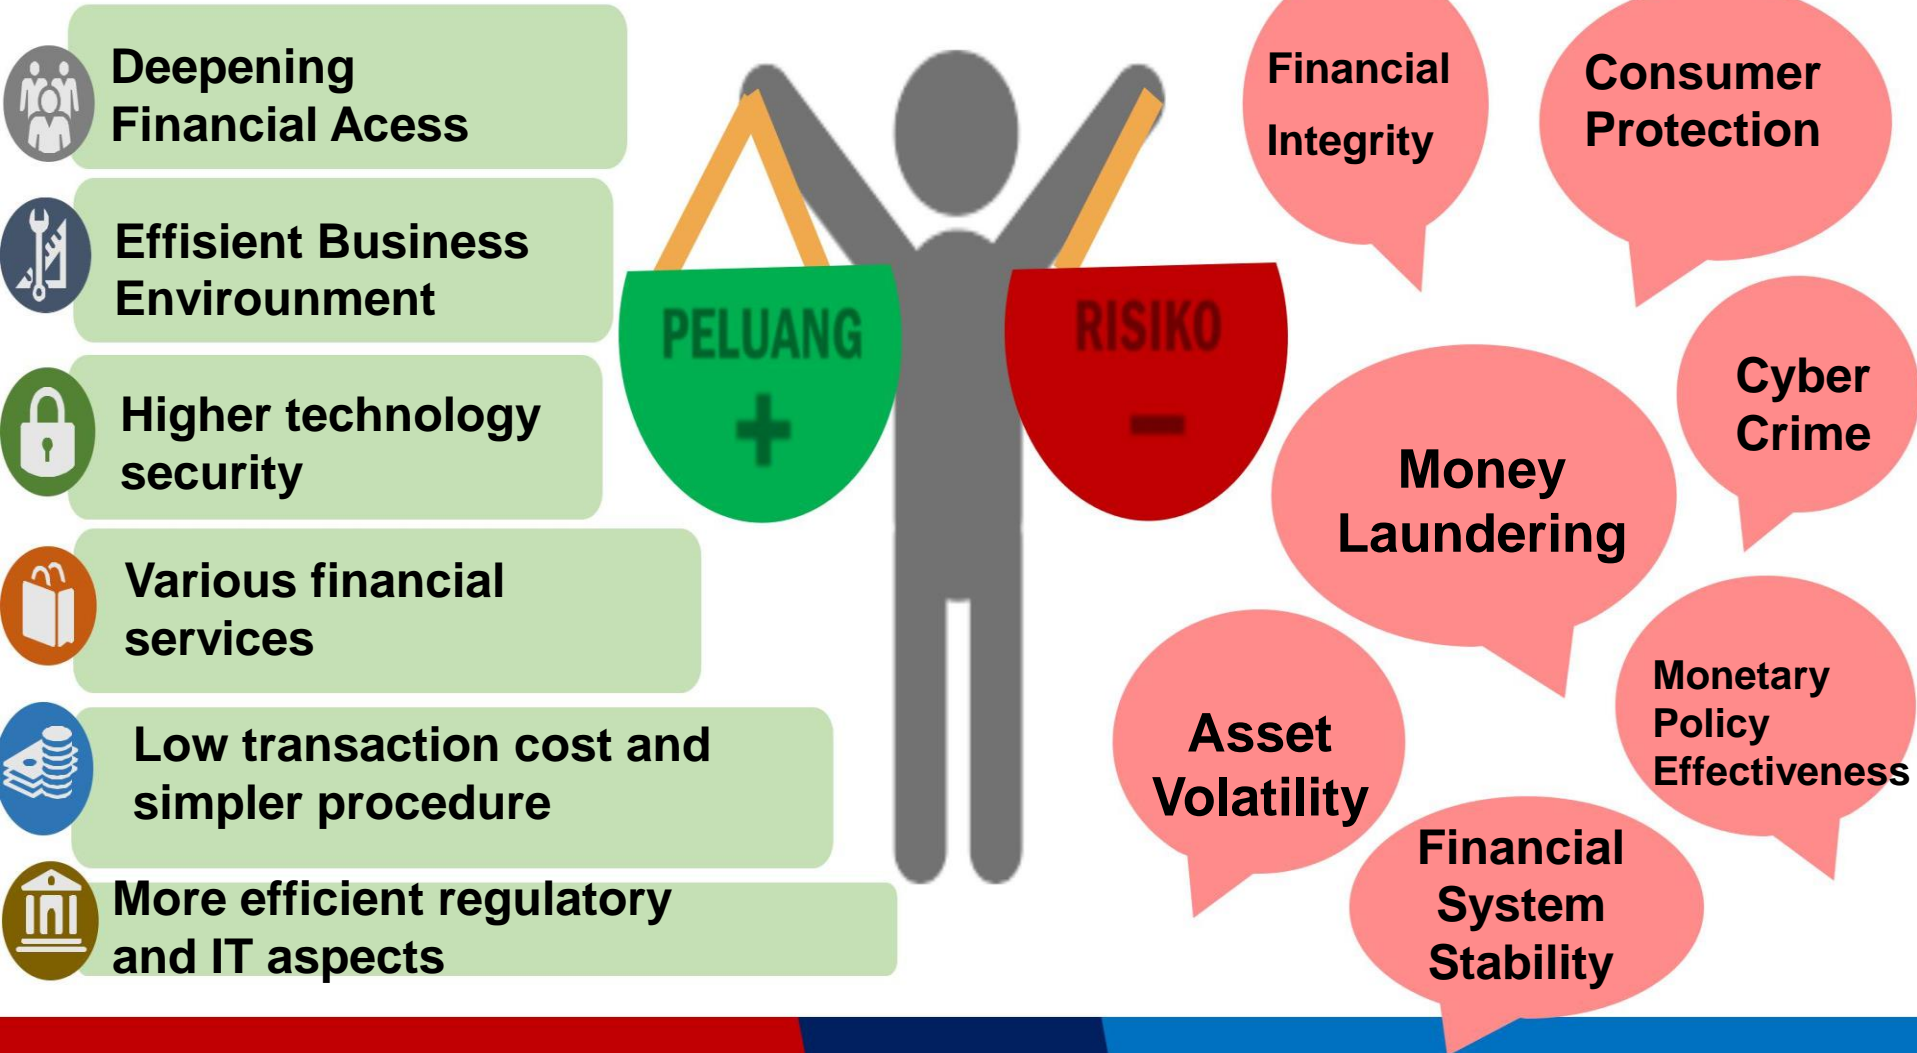 Deepening
Financial Acess
Effisient Business
Envirounment
Higher technology
security
Various financial
services
Low transaction cost and
simpler procedure
More efficient regulatory
and IT aspects
PELUANG
+
RISIKO
-
Financial
Integrity
Consumer
Protection
Cyber
Crime
Money
Laundering
Monetary
Policy
Effectiveness
Asset
Volatility
Financial
System
Stability